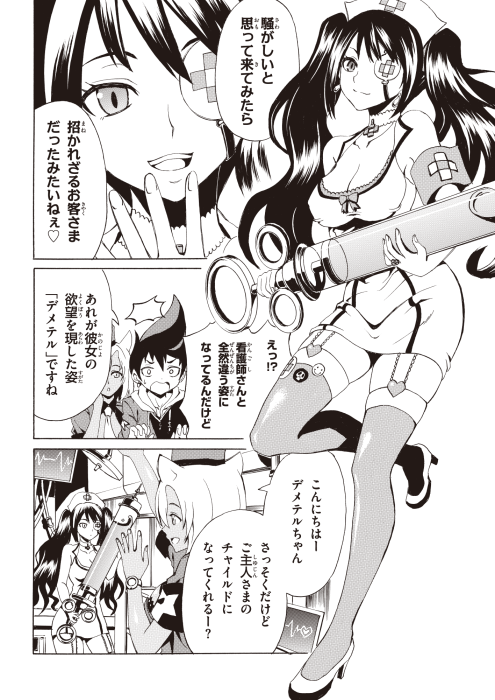 騒がしいと
思って来てみたら
招かれざるお客さま
だったみたいねぇ♡
えっ!?
看護師さんと
全然違う姿に
なってるんだけど
あれが彼女の
欲望を現した姿
「デメテル」ですね
こんにちはー
デメテルちゃん
さっそくだけど
ご主人さまの
チャイルドに
なってくれるー?